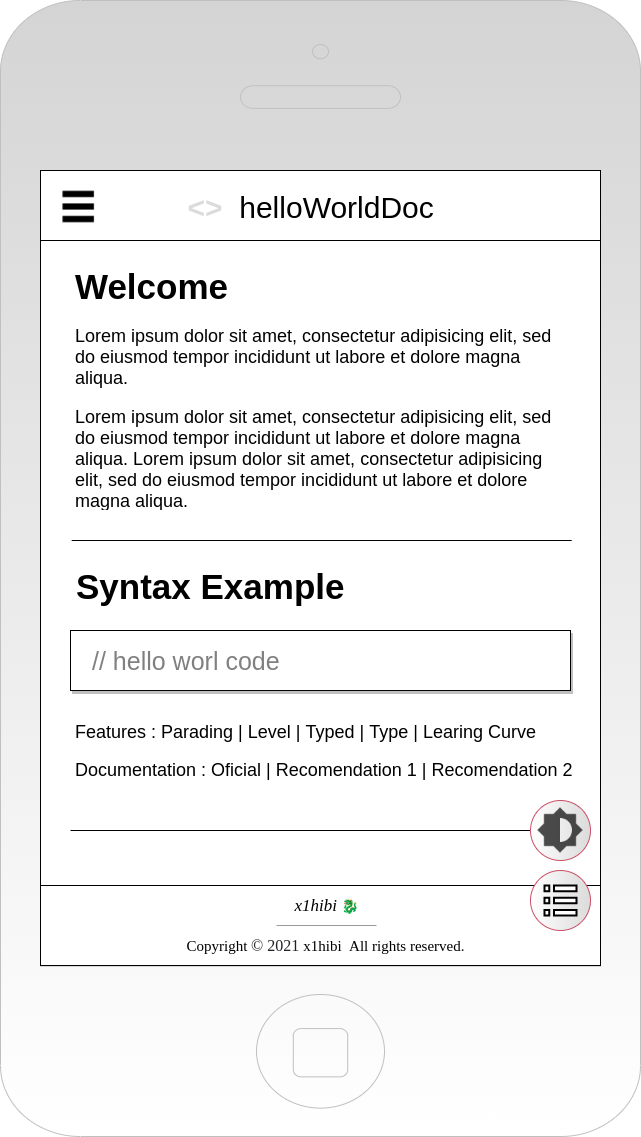 <> helloWorldDoc
Welcome
Lorem ipsum dolor sit amet, consectetur adipisicing elit, sed
do eiusmod tempor incididunt ut labore et dolore magna
aliqua.
Lorem ipsum dolor sit amet, consectetur adipisicing elit, sed
do eiusmod tempor incididunt ut labore et dolore magna
aliqua. Lorem ipsum dolor sit amet, consectetur adipisicing
elit, sed do eiusmod tempor incididunt ut labore et dolore
magna aliqua.
Syntax Example
// hello worl code
Features : Parading | Level | Typed | Type | Learing Curve
Documentation : Oficial | Recomendation 1 | Recomendation 2
x1hibi 🐉
Copyright © 2021 x1hibi  All rights reserved.